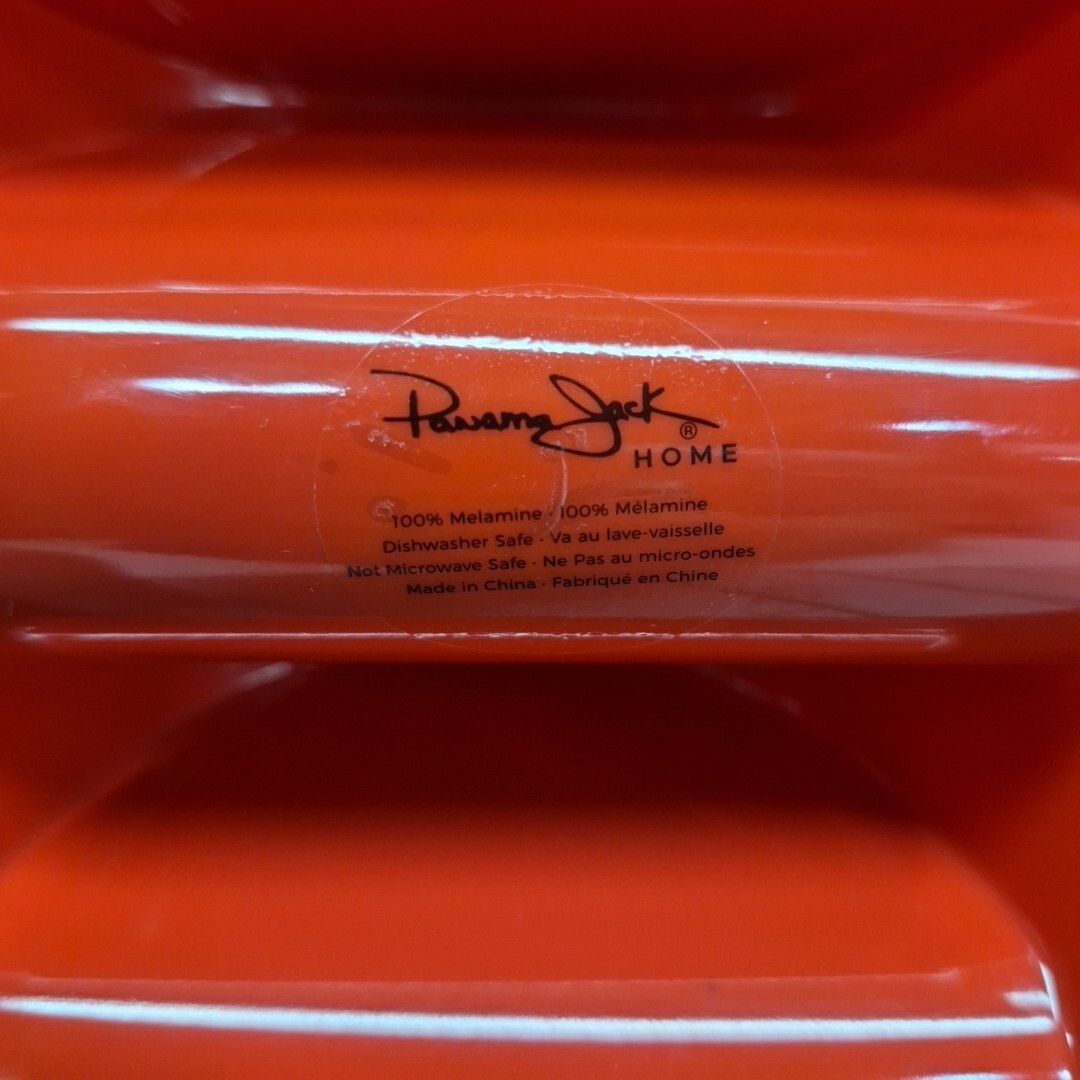 Panama Jack®
HOME
100% Melamine · 100% Mélamine
Dishwasher Safe · Va au lave-vaisselle
Not Microwave Safe · Ne Pas au micro-ondes
Made in China · Fabriqué en Chine